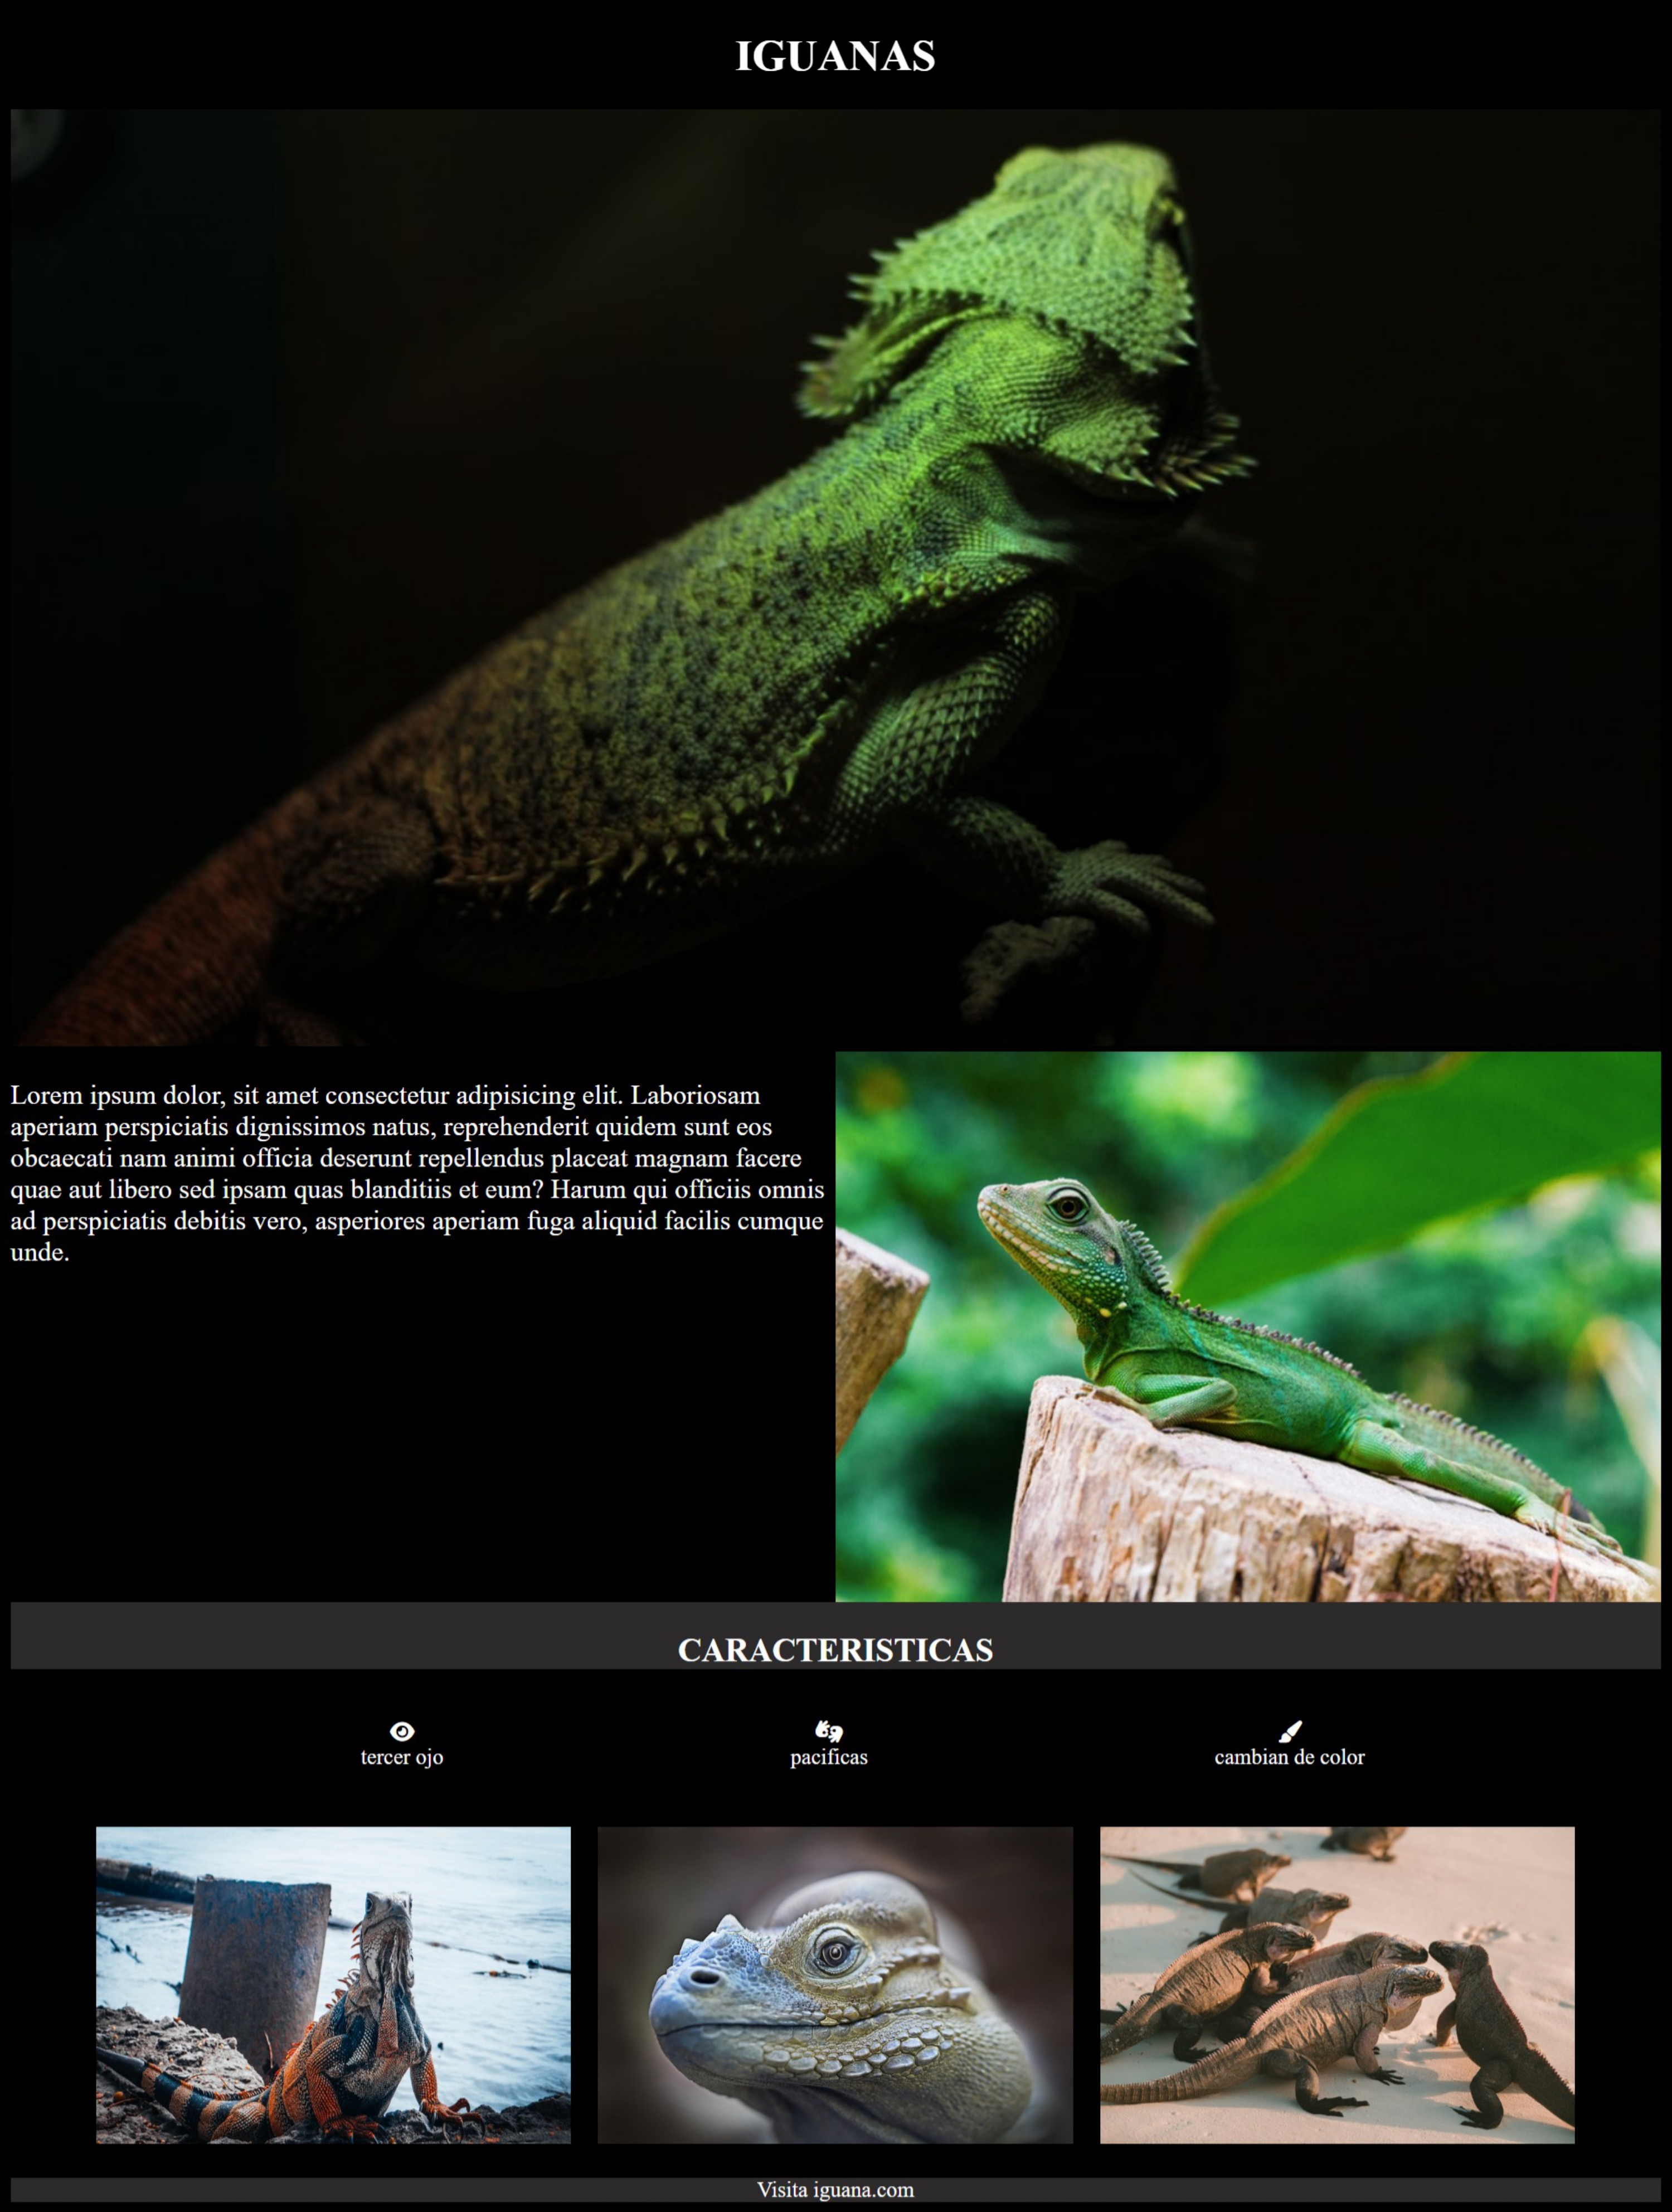 IGUANAS
Lorem ipsum dolor, sit amet consectetur adipisicing elit. Laboriosam
aperiam perspiciatis dignissimos natus, reprehenderit quidem sunt eos
obcaecati nam animi officia deserunt repellendus placeat magnam facere
quae aut libero sed ipsam quas blanditiis et eum? Harum qui officiis omnis
ad perspiciatis debitis vero, asperiores aperiam fuga aliquid facilis cumque
unde.
CARACTERISTICAS
tercer ojo
pacificas
cambian de color
Visita iguana.com